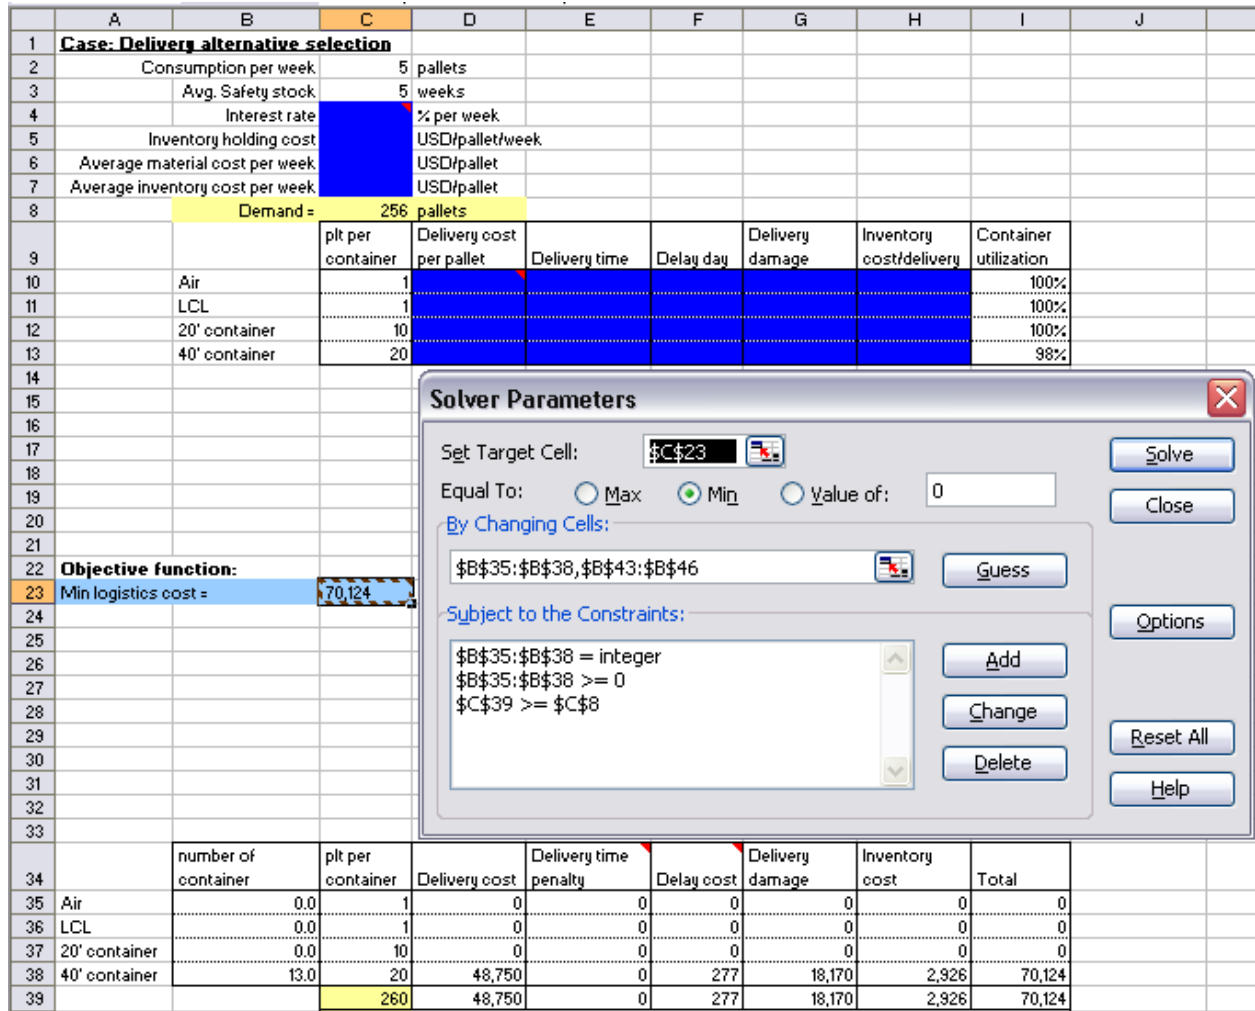 A B C D E F G H I J
1 Case: Delivery alternative selection
2 Consumption per week 5 pallets
3 Avg. Safety stock 5 weeks
4 Interest rate % per week
5 Inventory holding cost USD/pallet/week
6 Average material cost per week USD/pallet
7 Average inventory cost per week USD/pallet
8 Demand = 256 pallets
plt per Delivery cost Delivery Inventory Container
9 container per pallet Delivery time Delay day damage cost/delivery utilization
10 Air 1 100%
11 LCL 1 100%
12 20' container 10 100%
13 40' container 20 98%
14
15
16
17
18
19
20
21
22 Objective function:
23 Min logistics cost = 70,124
24
25
26
27
28
29
30
31
32
33
Solver Parameters
Set Target Cell: $C$23 Solve
Equal To: Max Min Value of: 0 Close
By Changing Cells:
$B$35:$B$38,$B$43:$B$46 Guess
Subject to the Constraints: Options
$B$35:$B$38 = integer Add
$B$35:$B$38 >= 0
$C$39 >= $C$8 Change
Reset All
Delete
Help
number of plt per Delivery time Delivery Inventory
34 container container Delivery cost penalty Delay cost damage cost Total
35 Air 0.0 1 0 0 0 0 0 0
36 LCL 0.0 1 0 0 0 0 0 0
37 20' container 0.0 10 0 0 0 0 0 0
38 40' container 13.0 20 48,750 0 277 18,170 2,926 70,124
39 260 48,750 0 277 18,170 2,926 70,124